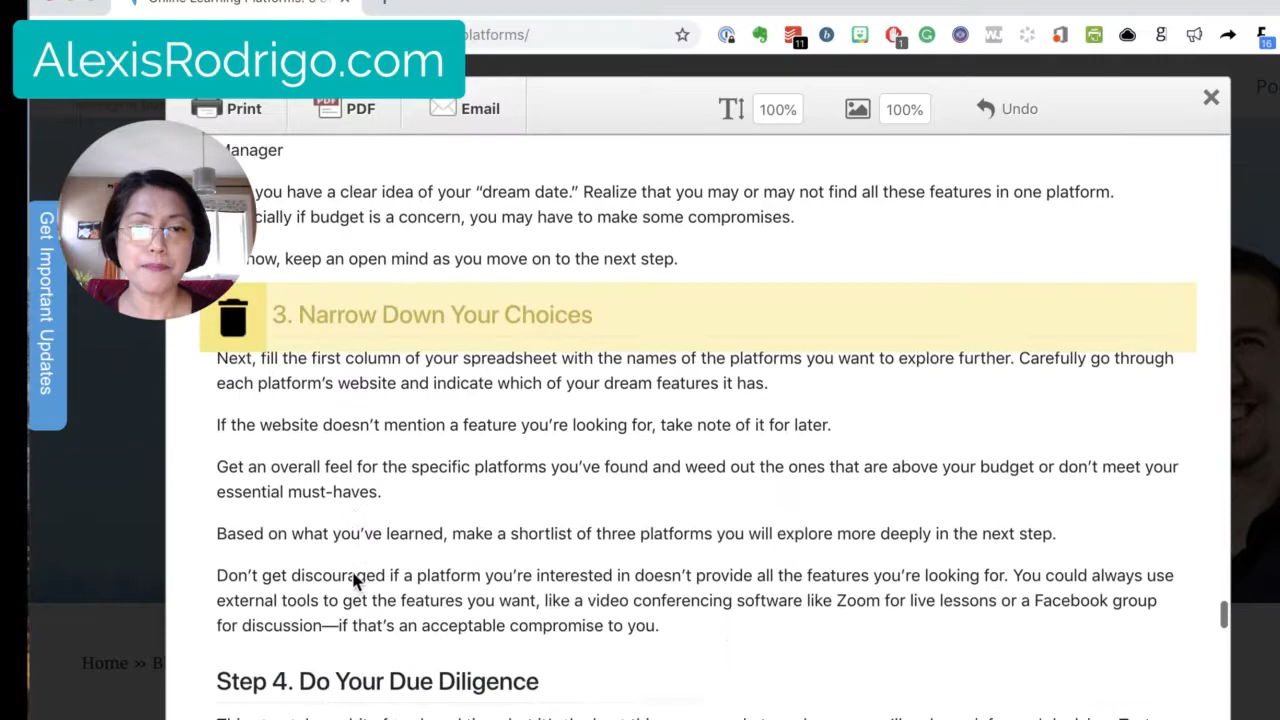 Online Learning Platforms:
AlexisRodrigo.com
latforms/
11
1
16
Print
PDF
Email
100%
100%
Undo
Manager
you have a clear idea of your “dream date.” Realize that you may or may not find all these features in one platform.
cially if budget is a concern, you may have to make some compromises.
now, keep an open mind as you move on to the next step.
Get Important Updates
3. Narrow Down Your Choices
Next, fill the first column of your spreadsheet with the names of the platforms you want to explore further. Carefully go through
each platform’s website and indicate which of your dream features it has.
If the website doesn’t mention a feature you’re looking for, take note of it for later.
Get an overall feel for the specific platforms you’ve found and weed out the ones that are above your budget or don’t meet your
essential must-haves.
Based on what you’ve learned, make a shortlist of three platforms you will explore more deeply in the next step.
Don’t get discouraged if a platform you’re interested in doesn’t provide all the features you’re looking for. You could always use
external tools to get the features you want, like a video conferencing software like Zoom for live lessons or a Facebook group
for discussion—if that’s an acceptable compromise to you.
Home » B
Step 4. Do Your Due Diligence